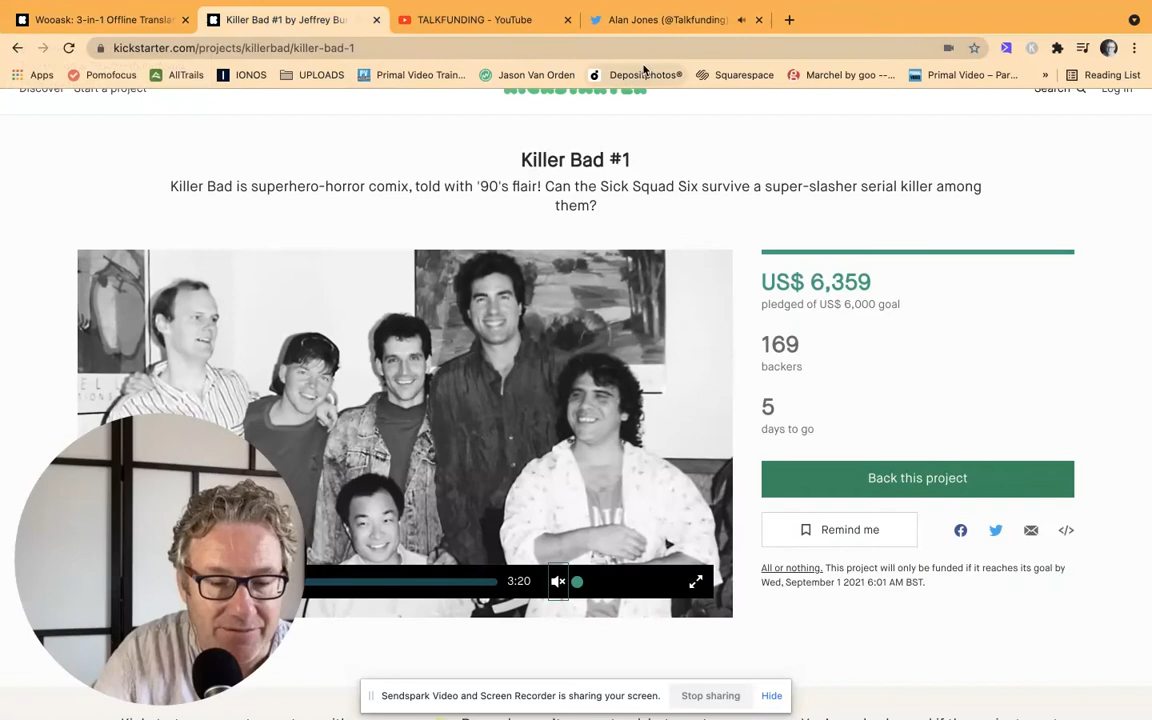 Wooask: 3-in-1 Offline Transla
Killer Bad #1 by Jeffrey Bu
TALKFUNDING - YouTube
Alan Jones (@Talkfunding)
kickstarter.com/projects/killerbad/killer-bad-1
Apps
Pomofocus
AllTrails
IONOS
UPLOADS
Primal Video Train...
Jason Van Orden
Depositphotos®
Squarespace
Marchel by goo --...
Primal Video – Par...
»
Reading List
Discover
Start a project
KICKSTARTER
Search
Log in
Killer Bad #1
Killer Bad is superhero-horror comix, told with '90's flair! Can the Sick Squad Six survive a super-slasher serial killer among
them?
US$ 6,359
pledged of US$ 6,000 goal
169
backers
5
days to go
Back this project
Remind me
All or nothing. This project will only be funded if it reaches its goal by
Wed, September 1 2021 6:01 AM BST.
3:20
Sendspark Video and Screen Recorder is sharing your screen.
Stop sharing
Hide